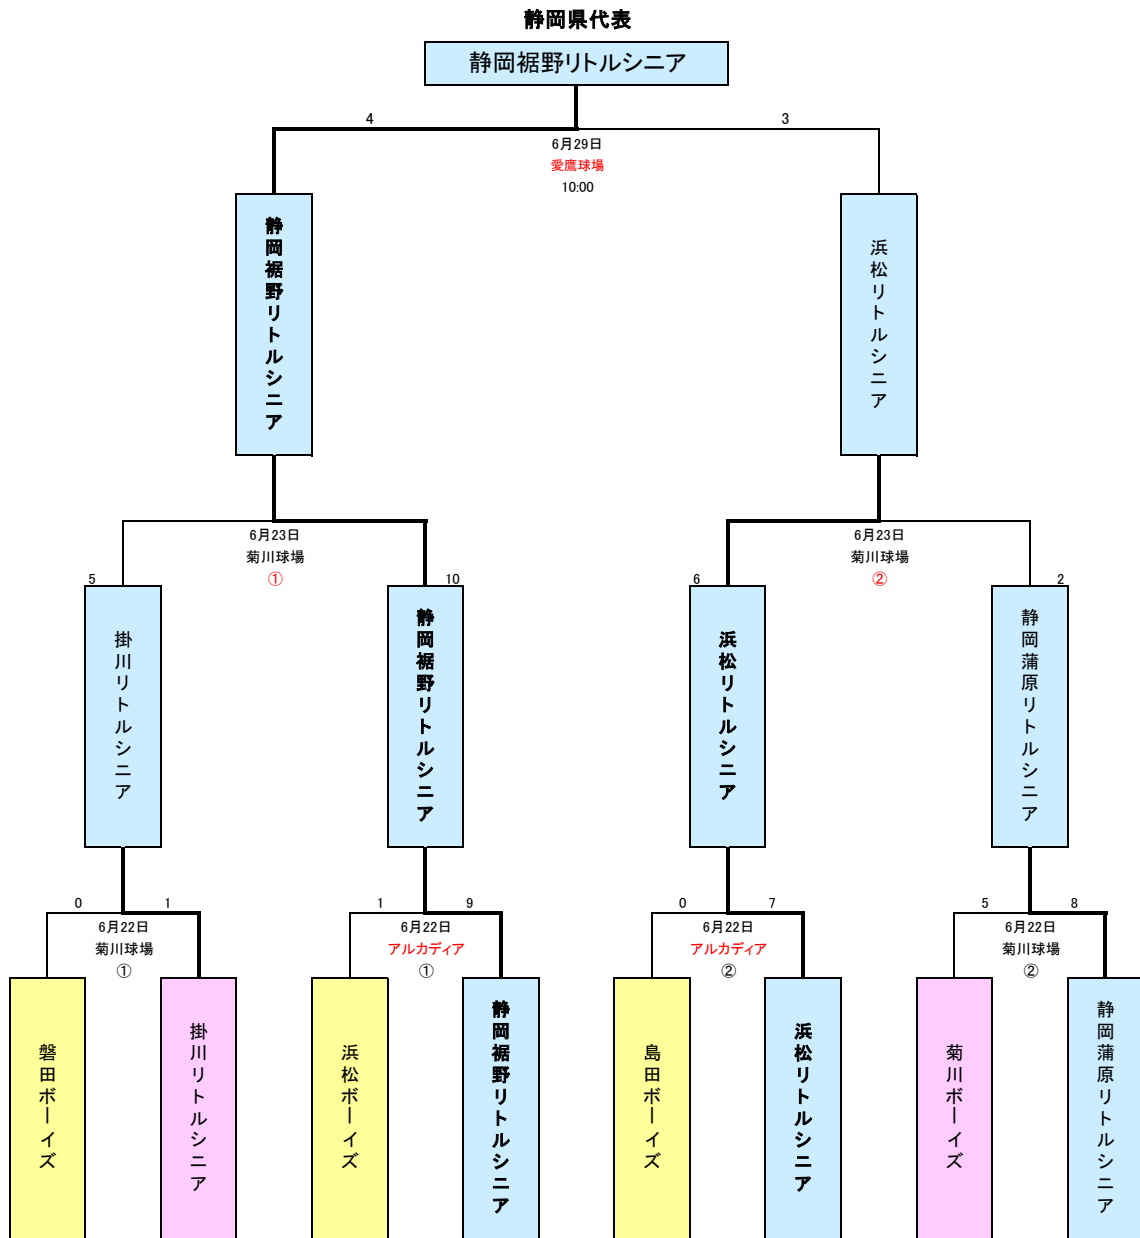 静岡県代表
静岡裾野リトルシニア
4
3
6月29日
愛鷹球場
10:00
静岡裾野リトルシニア
浜松リトルシニア
6月23日
菊川球場
①
6月23日
菊川球場
②
5
10
6
2
掛川リトルシニア
静岡裾野リトルシニア
浜松リトルシニア
静岡蒲原リトルシニア
0
1
6月22日
菊川球場
①
1
9
6月22日
アルカディア
①
0
7
6月22日
アルカディア
②
5
8
6月22日
菊川球場
②
磐田ボーイズ
掛川リトルシニア
浜松ボーイズ
静岡裾野リトルシニア
島田ボーイズ
浜松リトルシニア
菊川ボーイズ
静岡蒲原リトルシニア